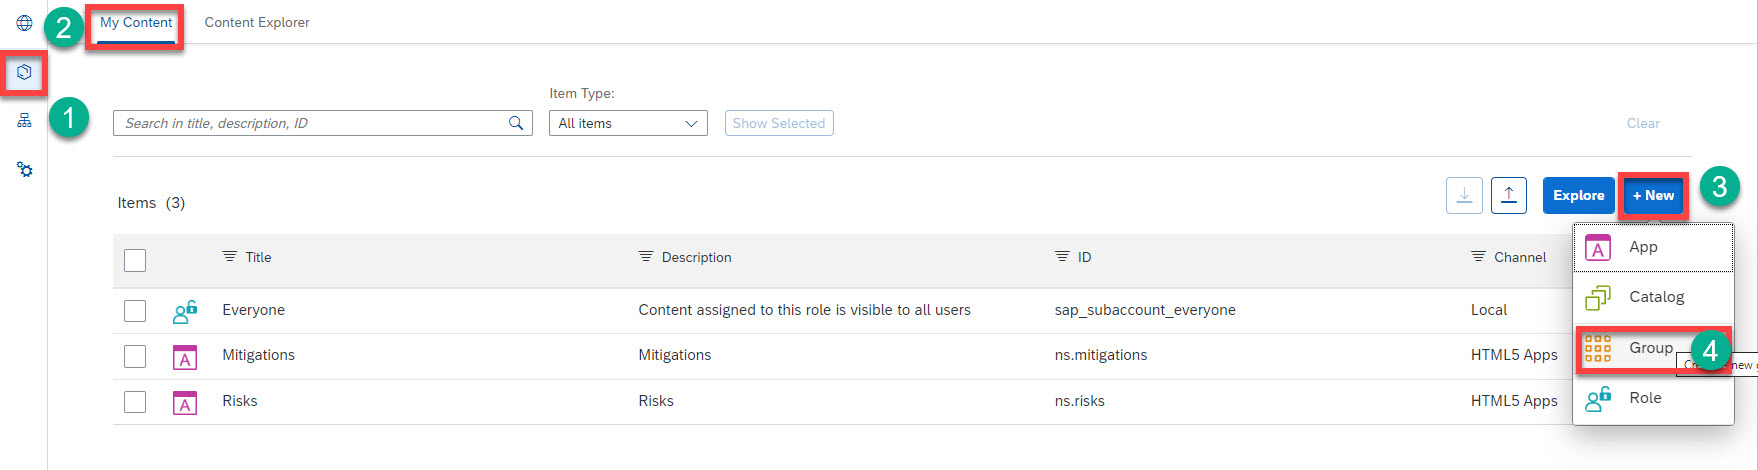 2
My Content
Content Explorer
1
Item Type:
Search in title, description, ID
All items
Show Selected
Clear
Items (3)
Explore
+ New
3
Title
Description
ID
Channel
Everyone
Content assigned to this role is visible to all users
sap_subaccount_everyone
Local
Mitigations
Mitigations
ns.mitigations
HTML5 Apps
Risks
Risks
ns.risks
HTML5 Apps
A
A
A
App
Catalog
Group
4
new
Role